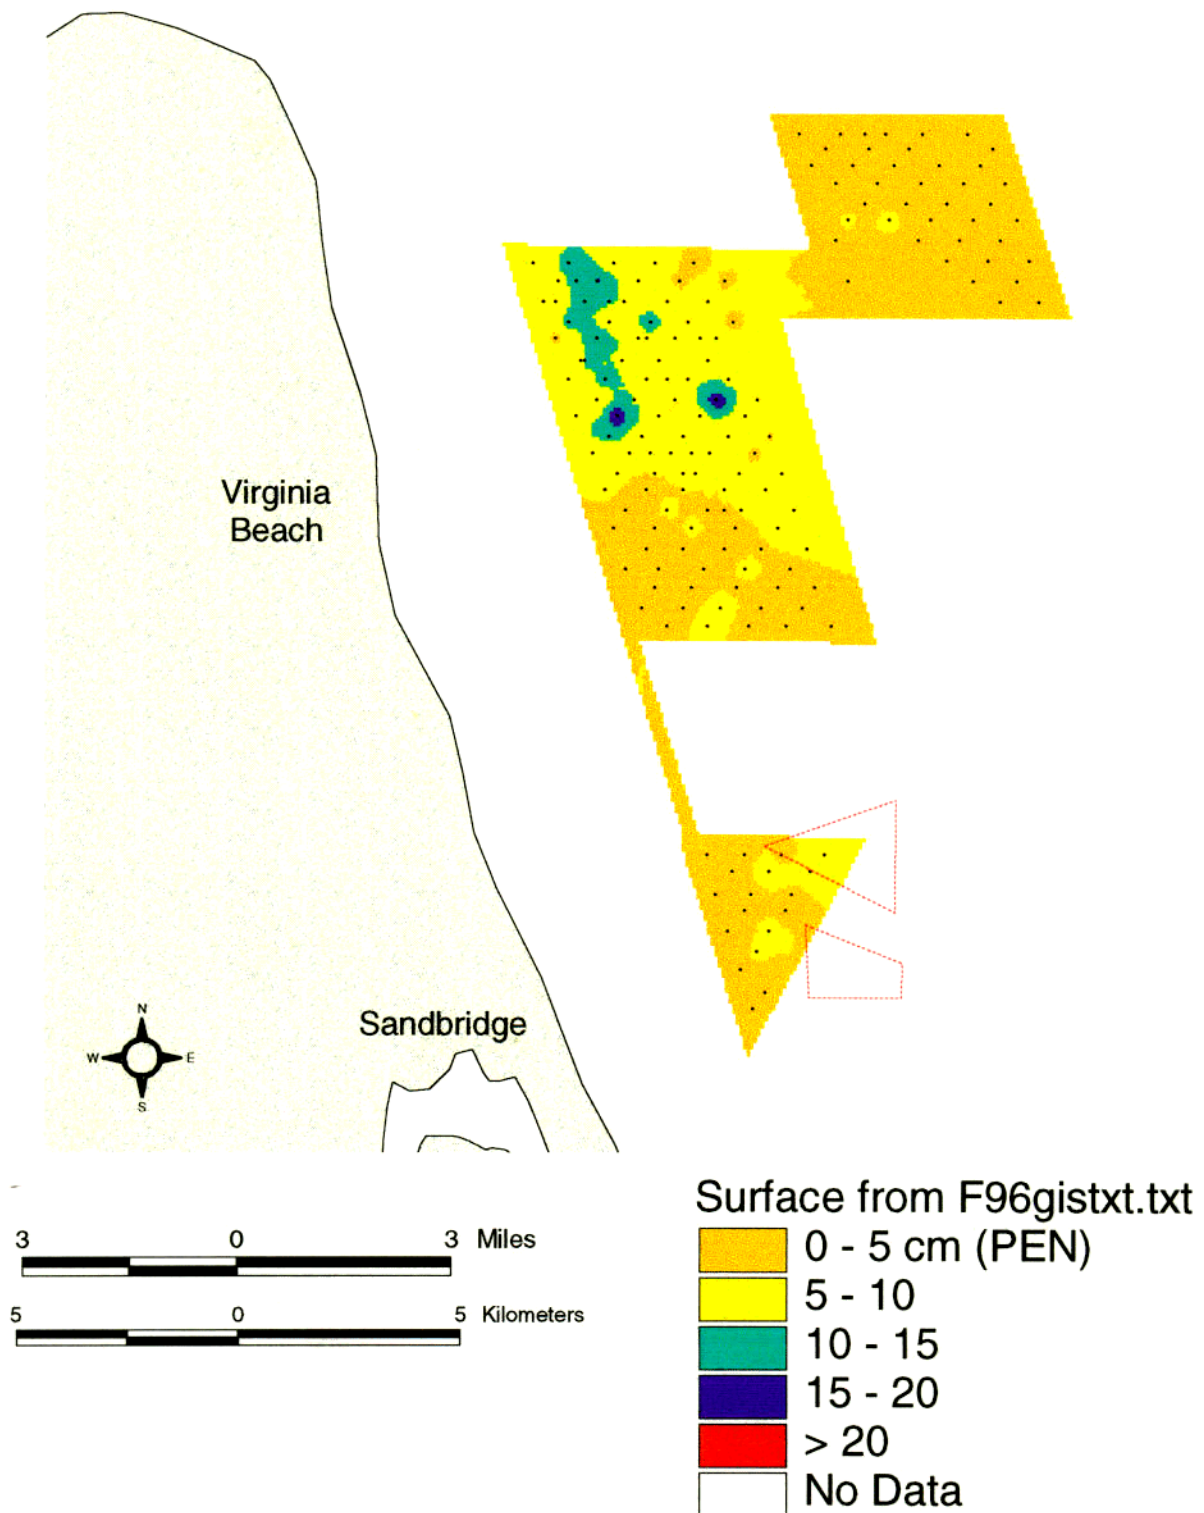 Virginia
Beach
Sandbridge
N
W E
S
3 0 3 Miles
5 0 5 Kilometers
Surface from F96gistxt.txt
0 - 5 cm (PEN)
5 - 10
10 - 15
15 - 20
> 20
No Data